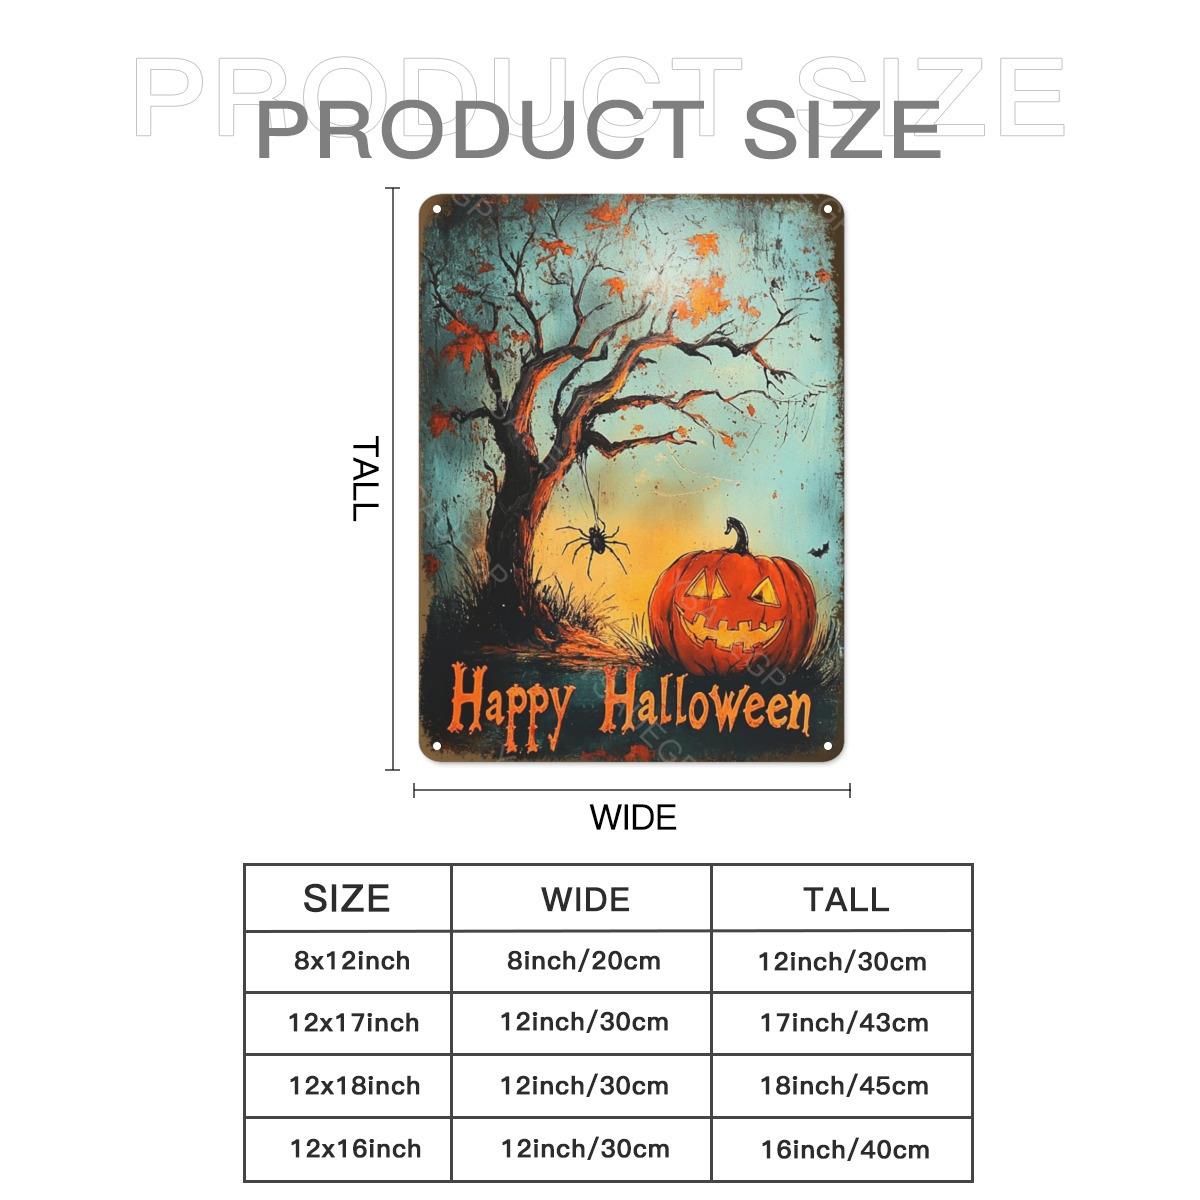 PRODUCT SIZE
PRODUCT SIZE
TALL
Happy Halloween
WIDE
SIZE WIDE TALL
8x12inch 8inch/20cm 12inch/30cm
12x17inch 12inch/30cm 17inch/43cm
12x18inch 12inch/30cm 18inch/45cm
12x16inch 12inch/30cm 16inch/40cm